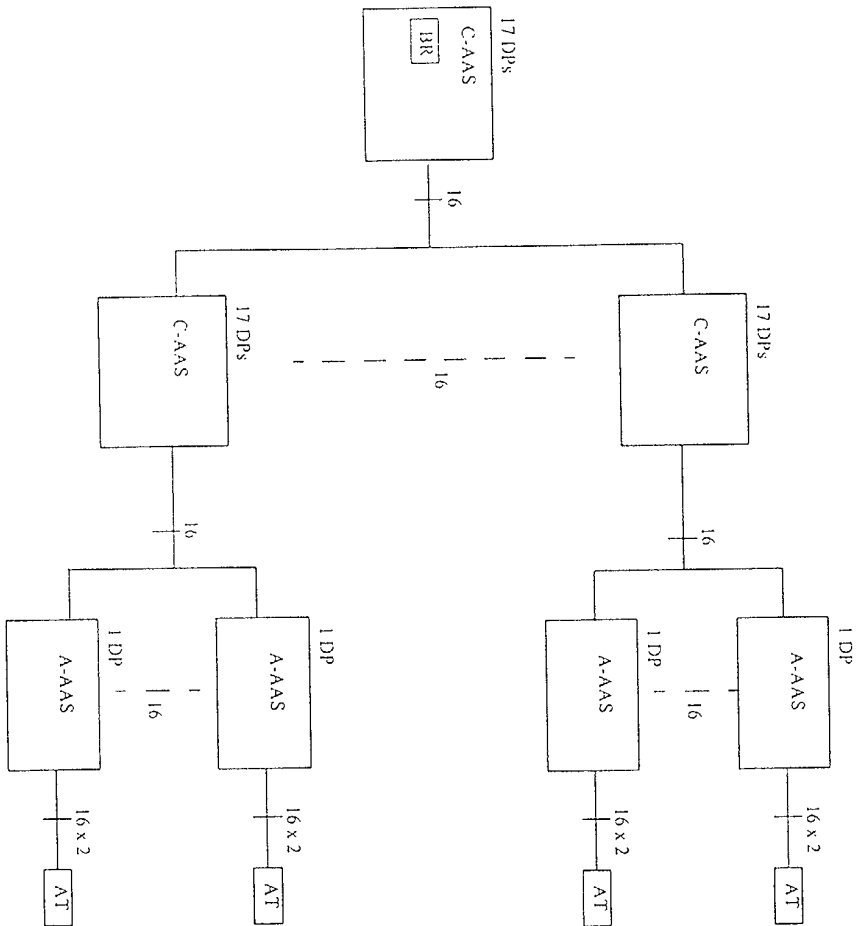 17 DPs
C-AAS
BR
16
17 DPs
C-AAS
16
17 DPs
C-AAS
16
16
1 DP
A-AAS
16
1 DP
A-AAS
1 DP
A-AAS
16
1 DP
A-AAS
16 x 2
16 x 2
16 x 2
16 x 2
AT
AT
AT
AT